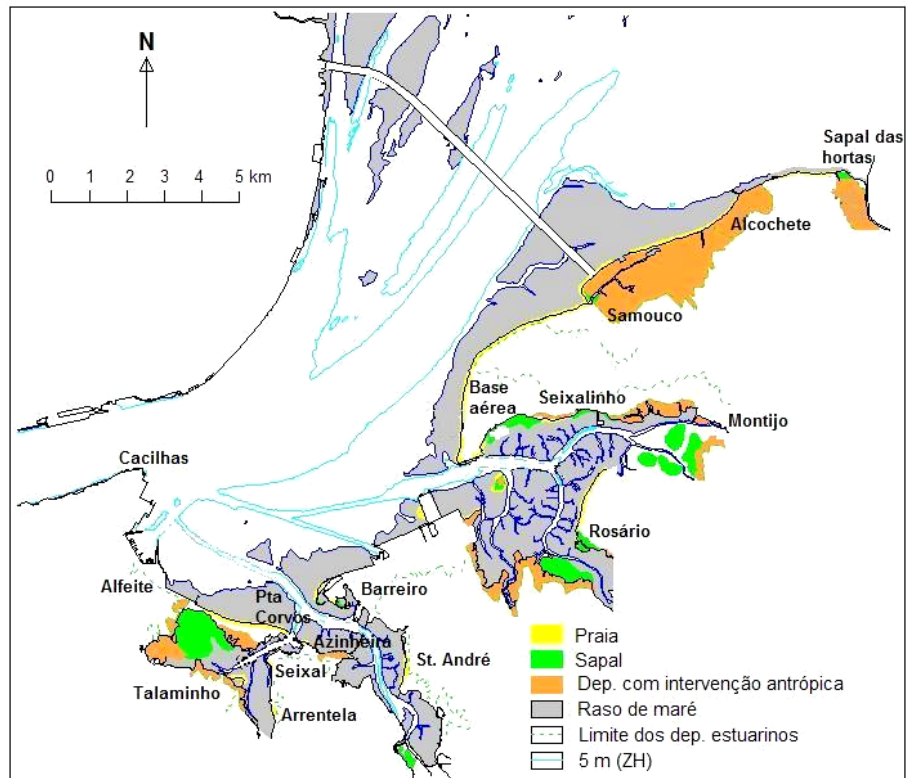 N
0 1 2 3 4 5 km
Sapal das
hortas
Alcochete
Samouco
Base
aérea
Seixalinho
Montijo
Cacilhas
Rosário
Alfeite
Pta
Corvos
Barreiro
Azinheira
St. André
Seixal
Talaminho
Arrentela
Praia
Sapal
Dep. com intervenção antrópica
Raso de maré
Limite dos dep. estuarinos
5 m (ZH)